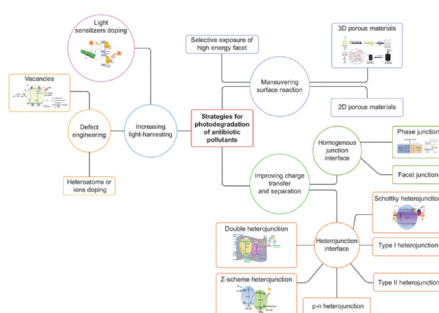 Light
sensitizers doping
Vacancies
Defect
engineering
Heteroatoms or
ions doping
Increasing
light-harvesting
Selective exposure of
high energy facet
Strategies for
photodegradation
of antibiotic
pollutants
Maneuvering
surface reaction
3D porous materials
2D porous materials
Improving charge
transfer
and separation
Homogenous
junction
interface
Phase junction
Facet junction
Heterojunction
interface
Schottky heterojunction
Type I heterojunction
Type II heterojunction
p-n heterojunction
Double heterojunction
Z-scheme heterojunction